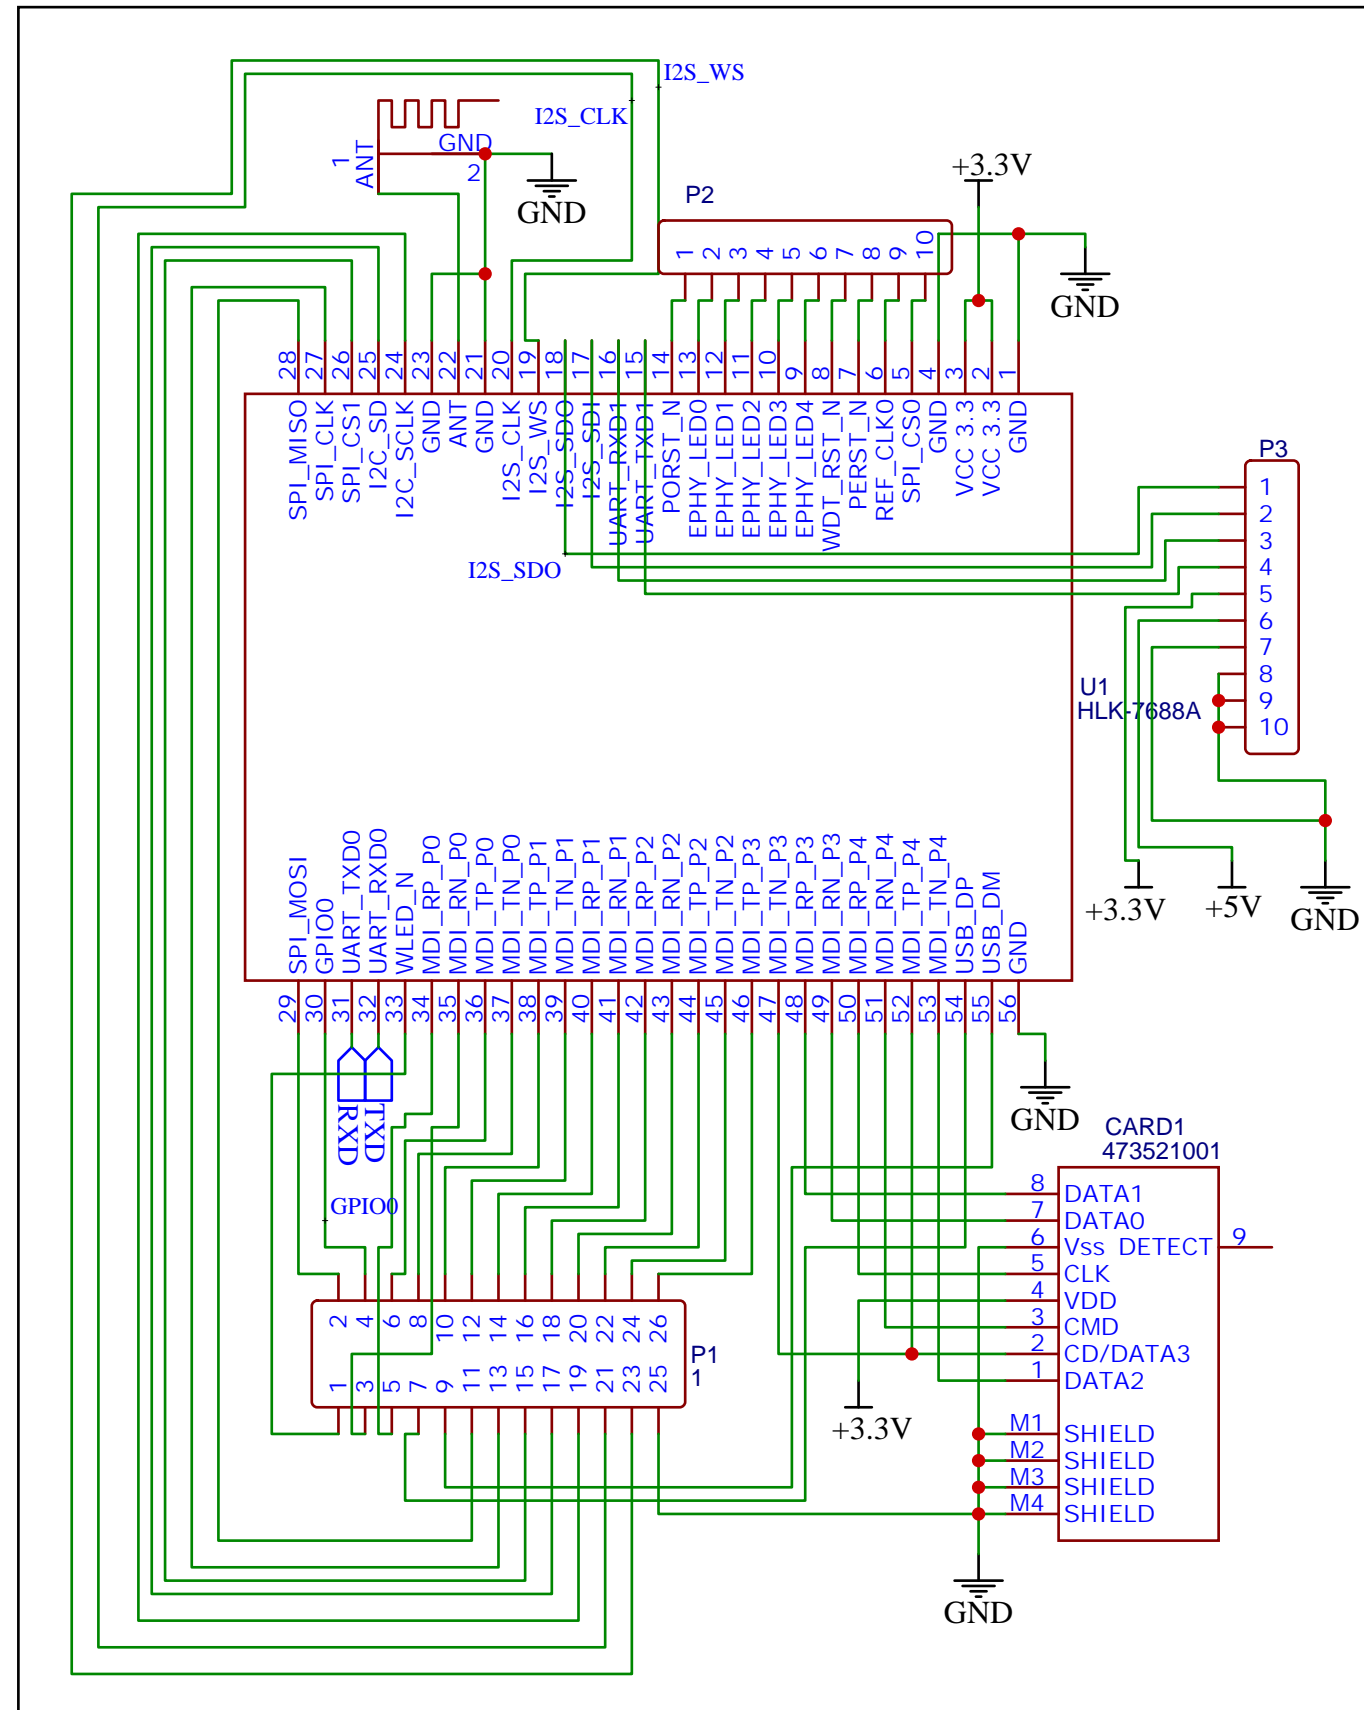 I2S_WS
I2S_CLK
1
ANT
GND
2
GND
P2
1 2 3 4 5 6 7 8 9 10
+3.3V
GND
28 27 26 25 24 23 22 21 20 19 18 17 16 15 14 13 12 11 10 9 8 7 6 5 4 3 2 1
SPI_MISO
SPI_CLK
SPI_CS1
I2C_SD
I2C_SCLK
GND
ANT
GND
I2S_CLK
I2S_WS
I2S_SDO
I2S_SDI
UART_RXD1
UART_TXD1
PORST_N
EPHY_LED0
EPHY_LED1
EPHY_LED2
EPHY_LED3
EPHY_LED4
WDT_RST_N
PERST_N
REF_CLK0
SPI_CS0
GND
VCC 3.3
VCC 3.3
GND
I2S_SDO
P3
1
2
3
4
5
6
7
8
9
10
U1
HLK-7688A
+3.3V
+5V
GND
SPI_MOSI
GPIO0
UART_TXD0
UART_RXD0
WLED_N
MDI_RP_P0
MDI_RN_P0
MDI_TP_P0
MDI_TN_P0
MDI_TP_P1
MDI_TN_P1
MDI_RP_P1
MDI_RN_P1
MDI_RP_P2
MDI_RN_P2
MDI_TP_P2
MDI_TN_P2
MDI_TP_P3
MDI_TN_P3
MDI_RP_P3
MDI_RN_P3
MDI_RP_P4
MDI_RN_P4
MDI_TP_P4
MDI_TN_P4
USB_DP
USB_DM
GND
29 30 31 32 33 34 35 36 37 38 39 40 41 42 43 44 45 46 47 48 49 50 51 52 53 54 55 56
RXD
TXD
GND
GPIO0
CARD1
473521001
8 DATA1
7 DATA0
6 Vss DETECT 9
5 CLK
4 VDD
3 CMD
2 CD/DATA3
1 DATA2
M1 SHIELD
M2 SHIELD
M3 SHIELD
M4 SHIELD
2 4 6 8 10 12 14 16 18 20 22 24 26
1 3 5 7 9 11 13 15 17 19 21 23 25
P1
1
+3.3V
GND